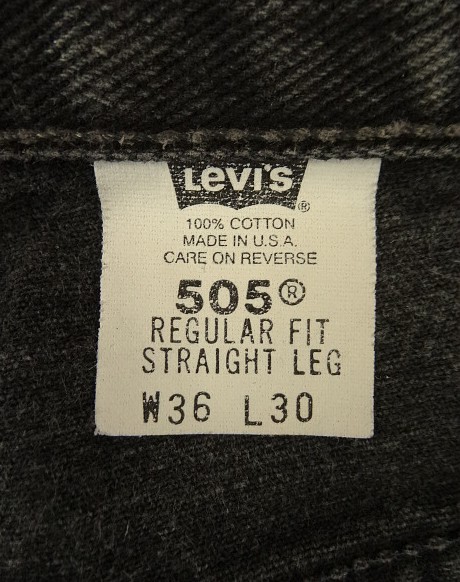 Levi's®
100% COTTON
MADE IN U.S.A.
CARE ON REVERSE
505®
REGULAR FIT
STRAIGHT LEG
W36 L30